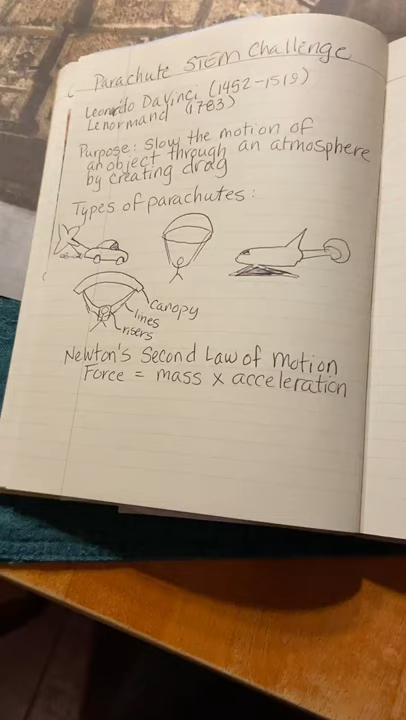 Parachute STEM Challenge
Leonardo DaVinci (1452-1519)
Lenormand (1783)
Purpose: Slow the motion of
an object through an atmosphere
by creating drag
Types of parachutes:
canopy
lines
risers
Newton's Second Law of Motion
Force = mass x acceleration